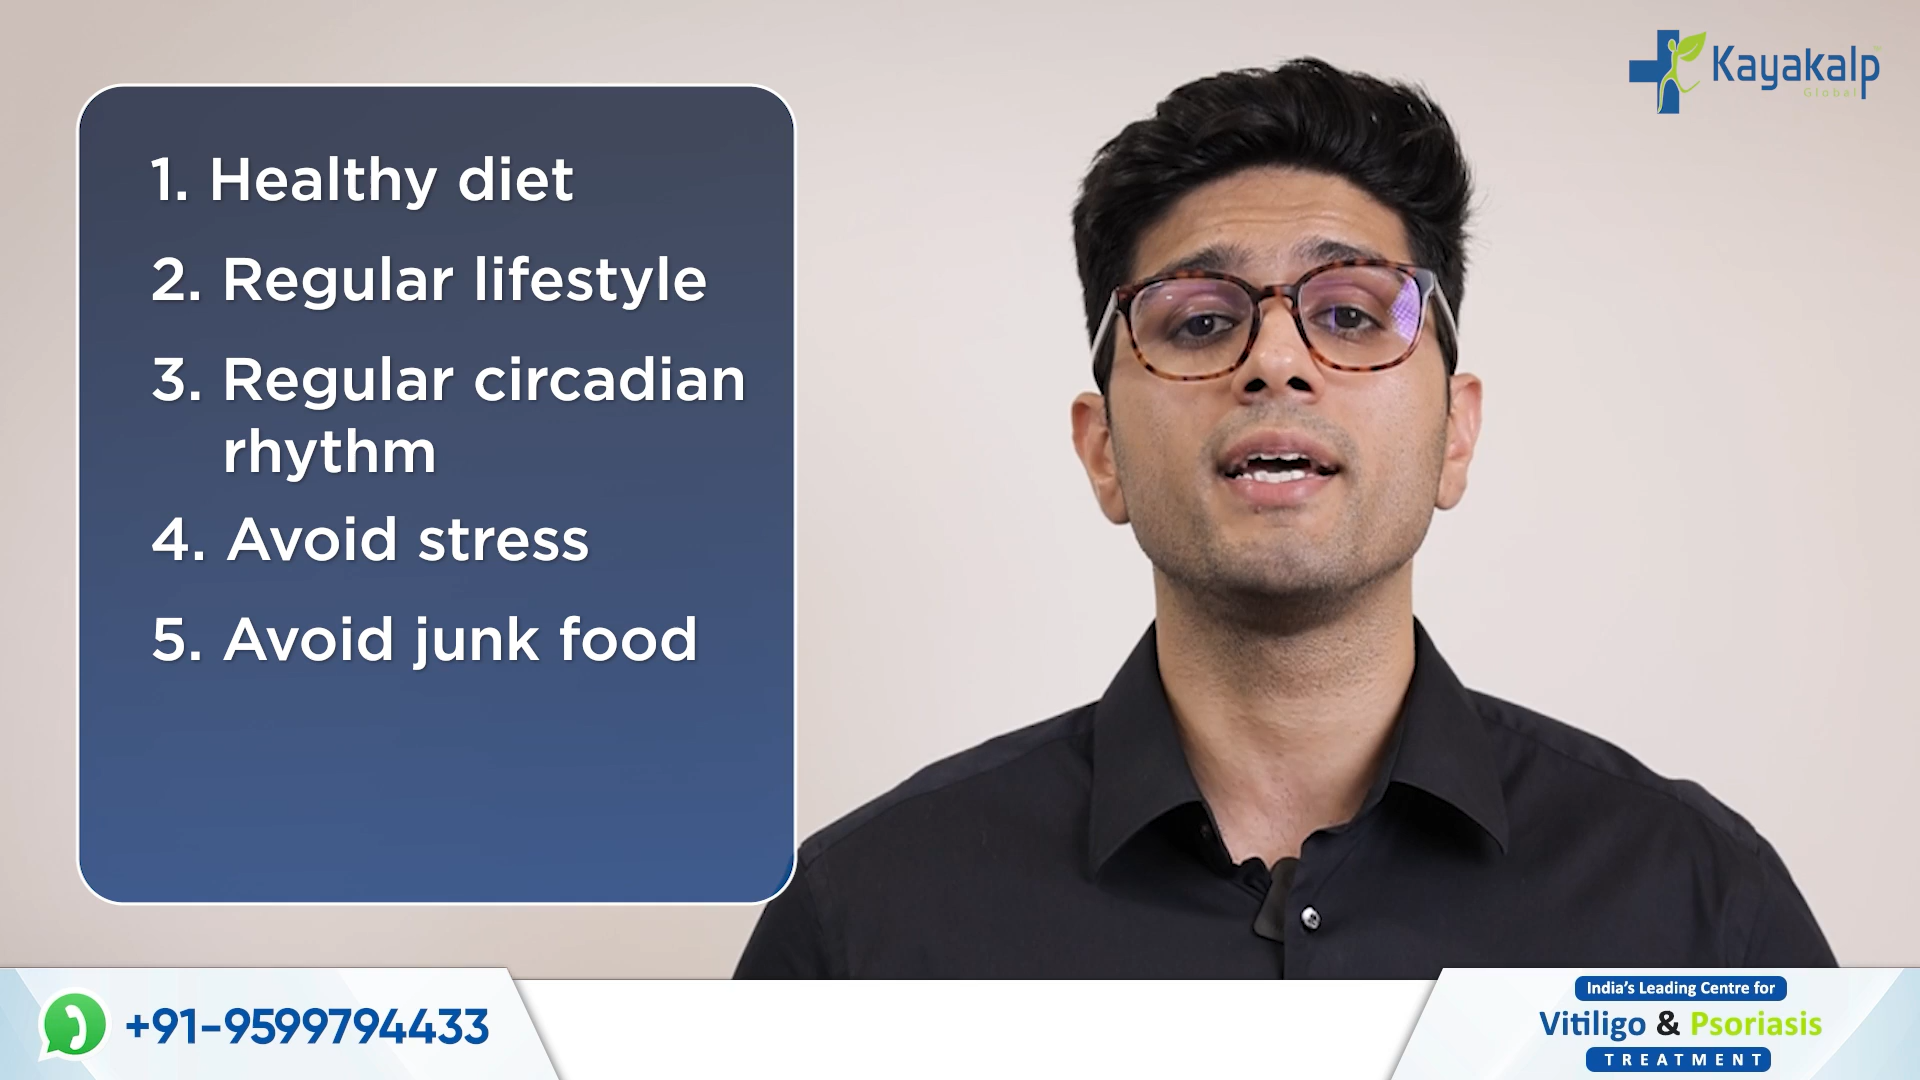 Kayakalp
Global
1. Healthy diet
2. Regular lifestyle
3. Regular circadian
rhythm
4. Avoid stress
5. Avoid junk food
+91-9599794433
India's Leading Centre for
Vitiligo & Psoriasis
TREATMENT